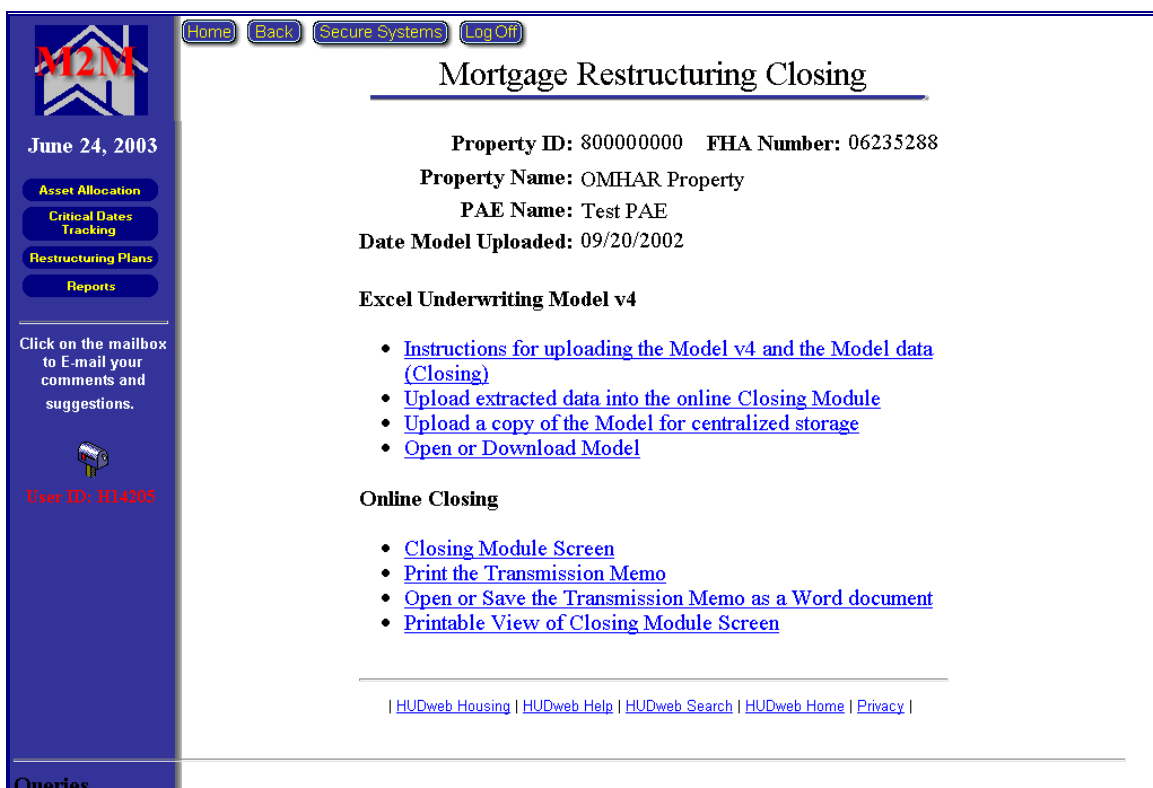 Home Back Secure Systems Log Off
M2M
Mortgage Restructuring Closing
June 24, 2003
Asset Allocation
Critical Dates
Tracking
Restructuring Plans
Reports
Click on the mailbox
to E-mail your
comments and
suggestions.
User ID: HI4205
Property ID: 800000000 FHA Number: 06235288
Property Name: OMHAR Property
PAE Name: Test PAE
Date Model Uploaded: 09/20/2002
Excel Underwriting Model v4
• Instructions for uploading the Model v4 and the Model data
(Closing)
• Upload extracted data into the online Closing Module
• Upload a copy of the Model for centralized storage
• Open or Download Model
Online Closing
• Closing Module Screen
• Print the Transmission Memo
• Open or Save the Transmission Memo as a Word document
• Printable View of Closing Module Screen
| HUDweb Housing | HUDweb Help | HUDweb Search | HUDweb Home | Privacy |
Queries